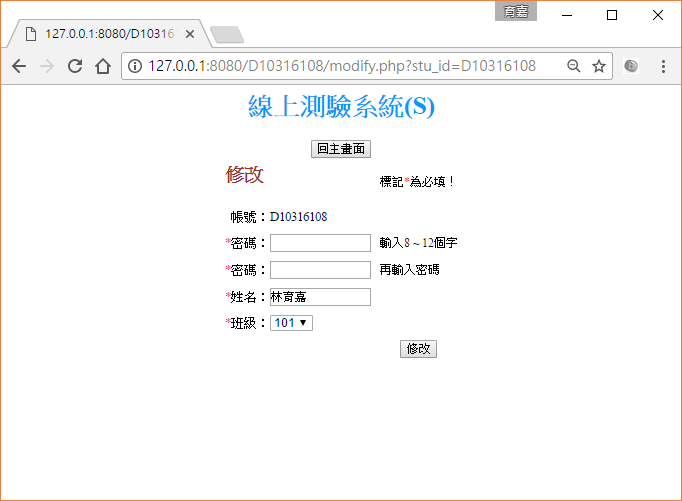 育嘉
127.0.0.1:8080/D10316
127.0.0.1:8080/D10316108/modify.php?stu_id=D10316108
線上測驗系統(S)
回主畫面
修改
標記*為必填！
帳號：D10316108
*密碼： 輸入8 ~ 12個字
*密碼： 再輸入密碼
*姓名：林育嘉
*班級：101
修改